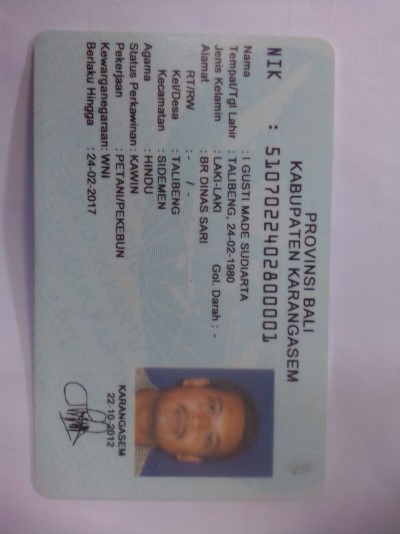 PROVINSI BALI
KABUPATEN KARANGASEM
NIK : 5107022402800001
Nama : I GUSTI MADE SUDIARTA
Tempat/Tgl Lahir : TALIBENG, 24-02-1980
Jenis Kelamin : LAKI-LAKI Gol. Darah : -
Alamat : BR DINAS SARI
RT/RW : - / -
Kel/Desa : TALIBENG
Kecamatan : SIDEMEN
Agama : HINDU
Status Perkawinan : KAWIN
Pekerjaan : PETANI/PEKEBUN
Kewarganegaraan: WNI
Berlaku Hingga : 24-02-2017
KARANGASEM
22-10-2012